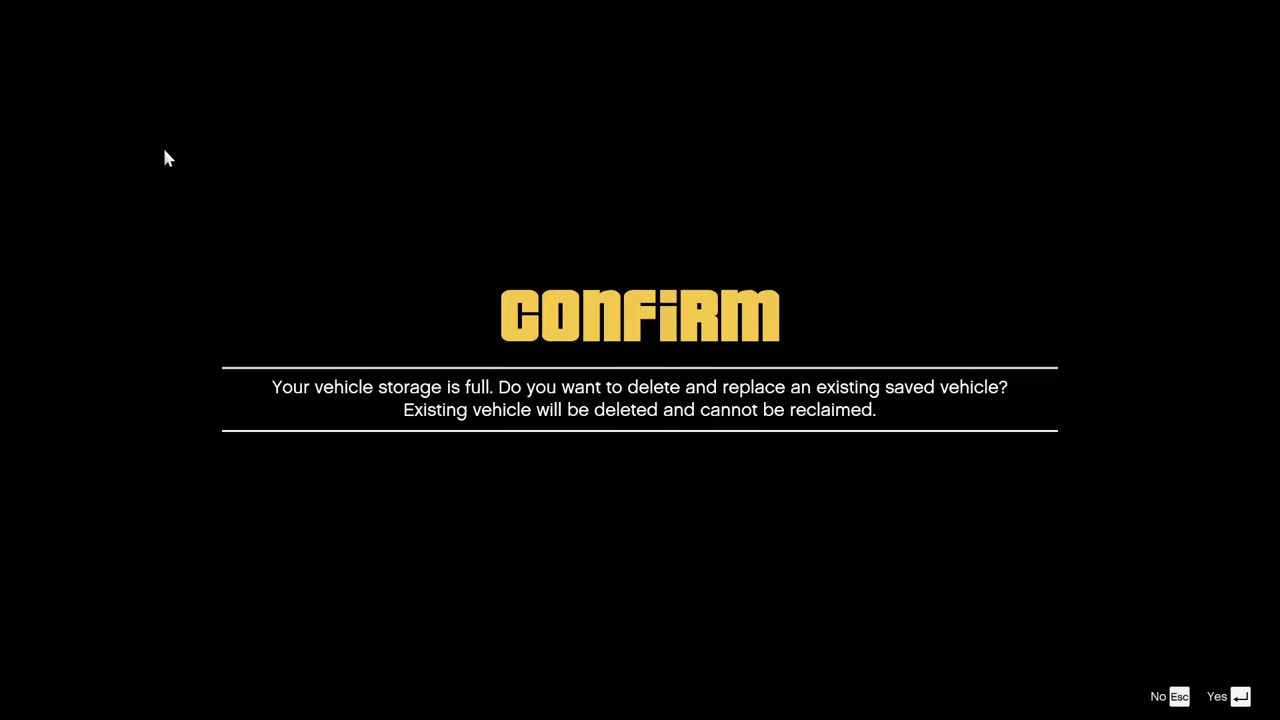 CONFiRM
Your vehicle storage is full. Do you want to delete and replace an existing saved vehicle?
Existing vehicle will be deleted and cannot be reclaimed.
No Esc Yes